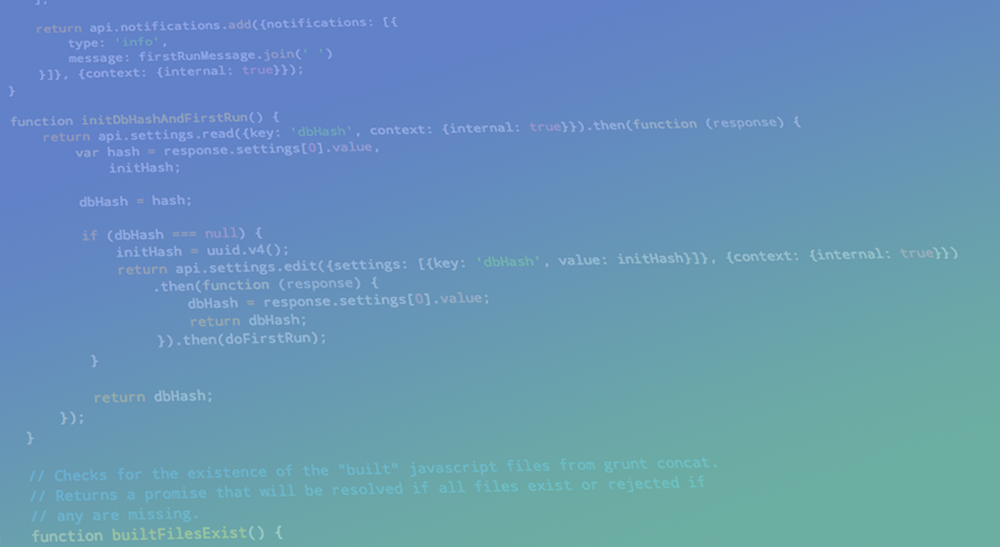 };
return api.notifications.add({notifications: [{
type: 'info',
message: firstRunMessage.join(' ')
}]}, {context: {internal: true}});
}
function initDbHashAndFirstRun() {
return api.settings.read({key: 'dbHash', context: {internal: true}}).then(function (response) {
var hash = response.settings[0].value,
initHash;
dbHash = hash;
if (dbHash === null) {
initHash = uuid.v4();
return api.settings.edit({settings: [{key: 'dbHash', value: initHash}]}, {context: {internal: true}})
.then(function (response) {
dbHash = response.settings[0].value;
return dbHash;
}).then(doFirstRun);
}
return dbHash;
});
}
// Checks for the existence of the "built" javascript files from grunt concat.
// Returns a promise that will be resolved if all files exist or rejected if
// any are missing.
function builtFilesExist() {